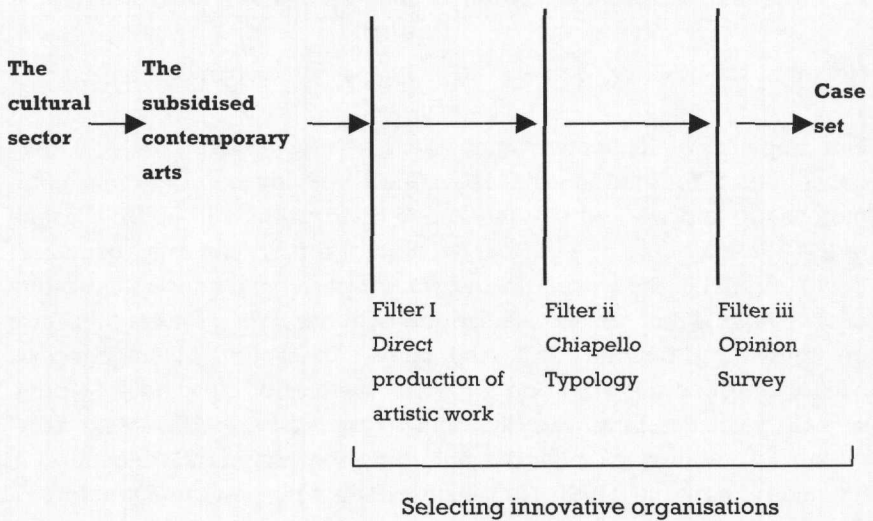 The
cultural
sector
The
subsidised
contemporary
arts
Case
set
Filter I
Direct
production of
artistic work
Filter ii
Chiapello
Typology
Filter iii
Opinion
Survey
Selecting innovative organisations